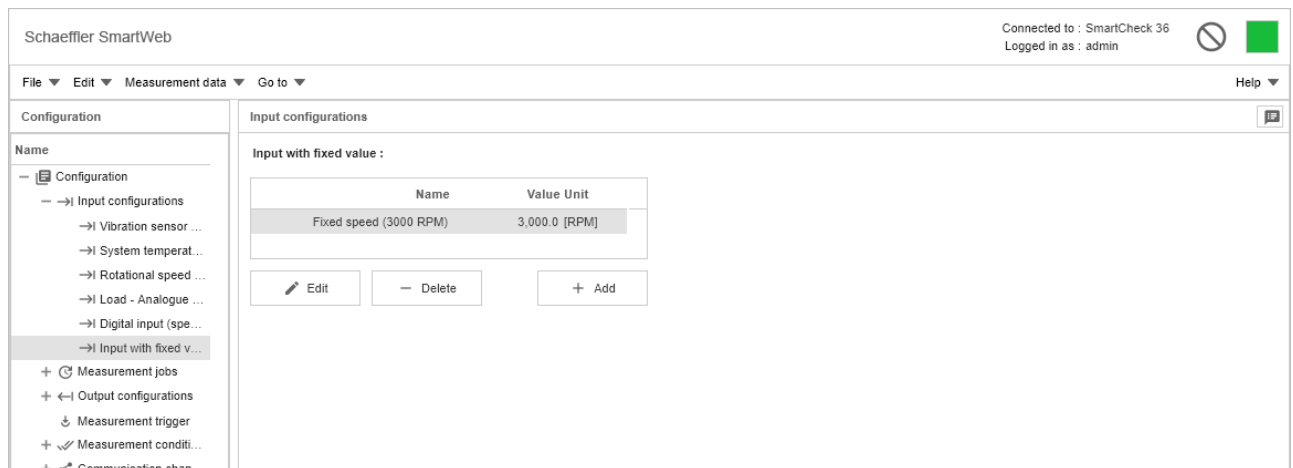 Schaeffler SmartWeb
Connected to : SmartCheck 36
Logged in as : admin
File Edit Measurement data Go to Help
Configuration
Name
Configuration
Input configurations
Vibration sensor ...
System temperat...
Rotational speed ...
Load - Analogue ...
Digital input (spe...
Input with fixed v...
Measurement jobs
Output configurations
Measurement trigger
Measurement conditi...
Communication chan...
Input configurations
Input with fixed value :
Name Value Unit
Fixed speed (3000 RPM) 3,000.0 [RPM]
Edit Delete Add